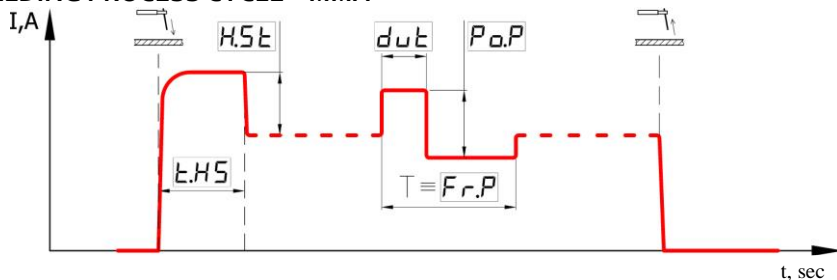 I,A
H.St
dut
Po.P
t.HS
T ≡ Fr.P
t, sec